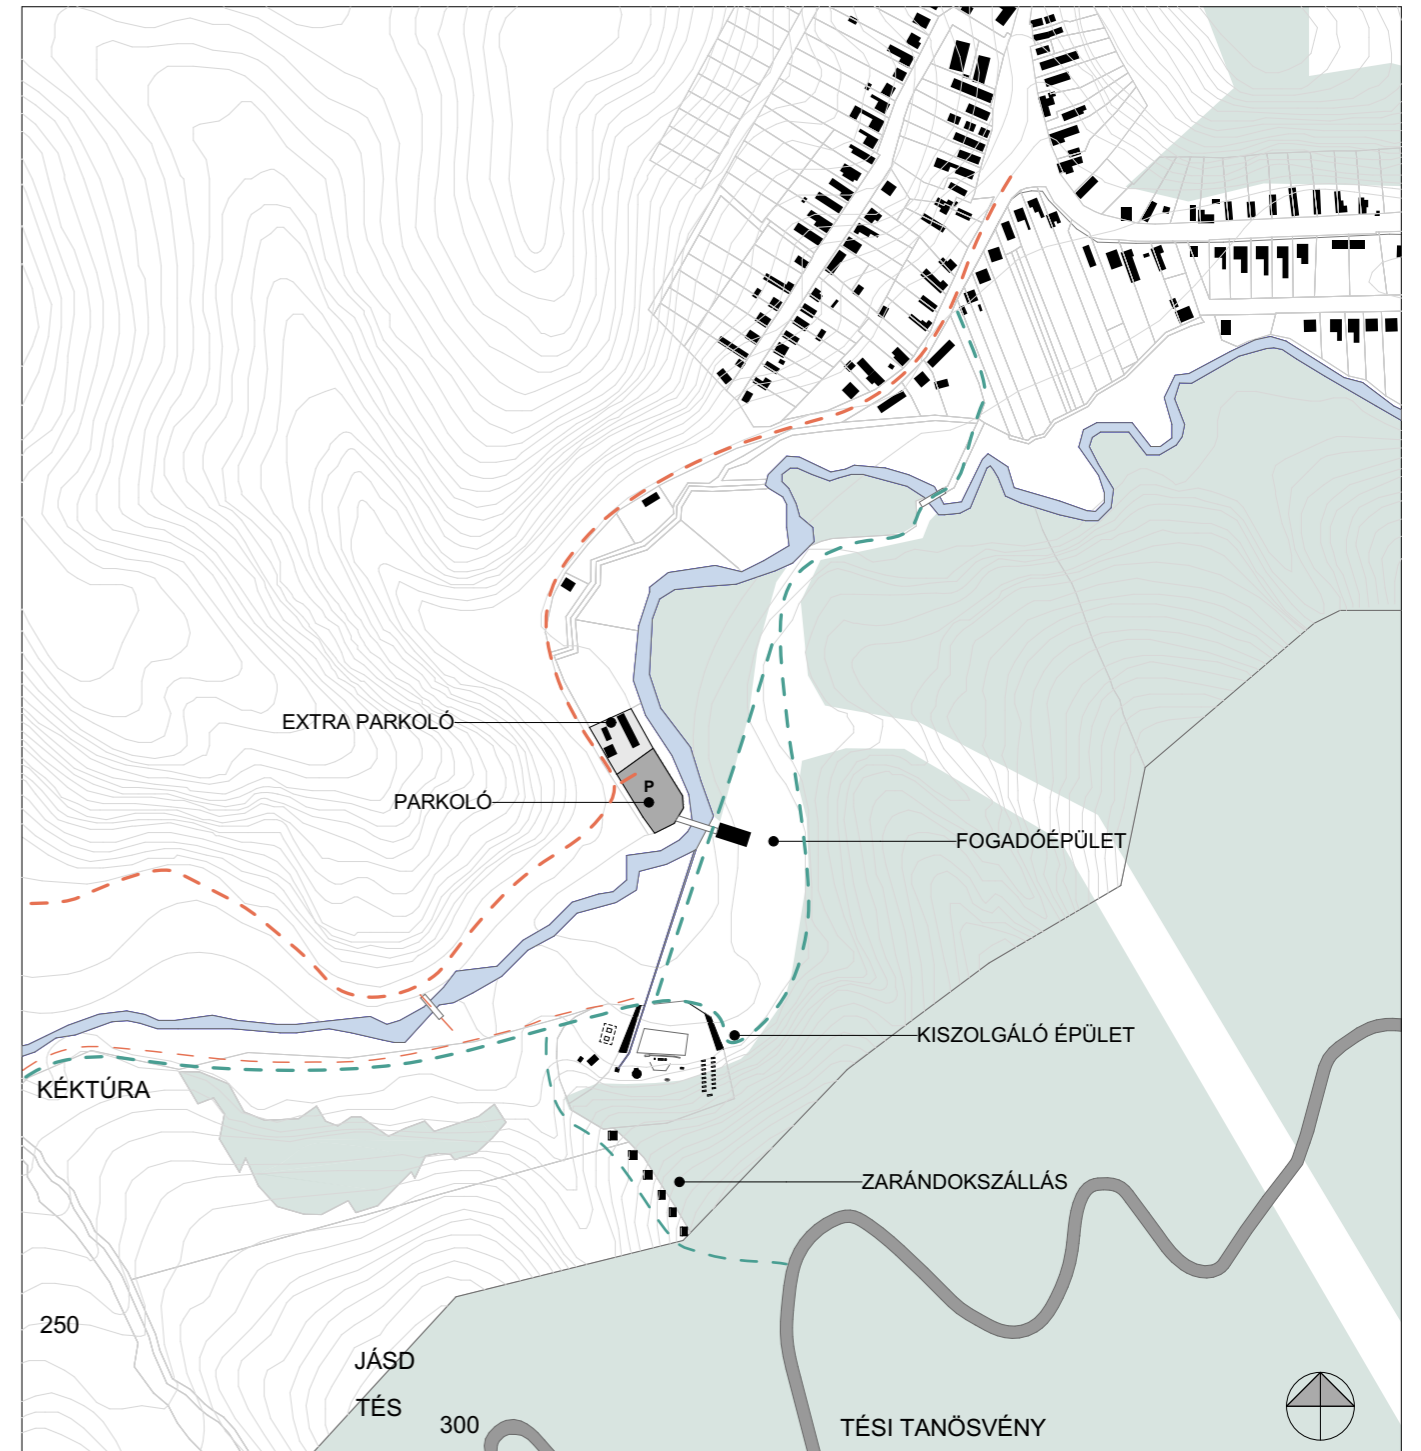 EXTRA PARKOLÓ
P
PARKOLÓ
FOGADÓÉPÜLET
KISZOLGÁLÓ ÉPÜLET
KÉKTÚRA
ZARÁNDOKSZÁLLÁS
250
JÁSD
TÉS
300
TÉSI TANÖSVÉNY